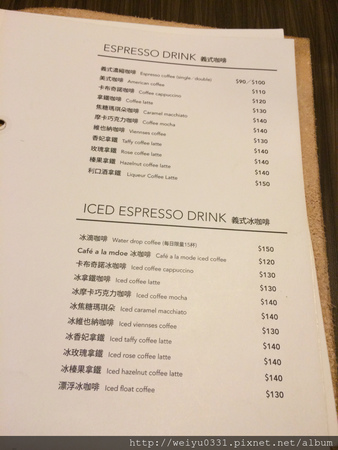 ESPRESSO DRINK 義式咖啡
義式濃縮咖啡 Espresso coffee (single / double) $90／$100
美式咖啡 American coffee $110
卡布奇諾咖啡 Coffee cappuccino $120
拿鐵咖啡 Coffee latte $130
焦糖瑪琪朵咖啡 Caramel macchiato $140
摩卡巧克力咖啡 Coffee mocha $140
維也納咖啡 Viennses coffee $130
香妃拿鐵 Taffy coffee latte $140
玫瑰拿鐵 Rose coffee latte $140
榛果拿鐵 Hazelnut coffee latte $140
利口酒拿鐵 Liqueur Coffee Latte $150
ICED ESPRESSO DRINK 義式冰咖啡
冰滴咖啡 Water drop coffee (每日限量15杯) $150
Café a la mdoe 冰咖啡 Café a la mode iced coffee $120
卡布奇諾冰咖啡 Iced coffee cappuccino $130
冰拿鐵咖啡 Iced coffee latte $130
冰摩卡巧克力咖啡 Iced coffee mocha $140
冰焦糖瑪琪朵 Iced caramel macchiato $140
冰維也納咖啡 Iced viennses coffee $130
冰香妃拿鐵 Iced taffy coffee latte $140
冰玫瑰拿鐵 Iced rose coffee latte $140
冰榛果拿鐵 Iced hazelnut coffee latte $140
漂浮冰咖啡 Iced float coffee $130
http://weiyu0331.pixnet.net/album